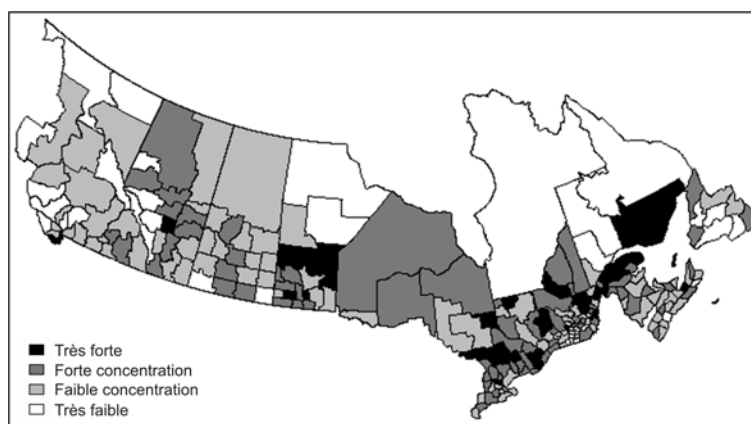 Très forte
Forte concentration
Faible concentration
Très faible